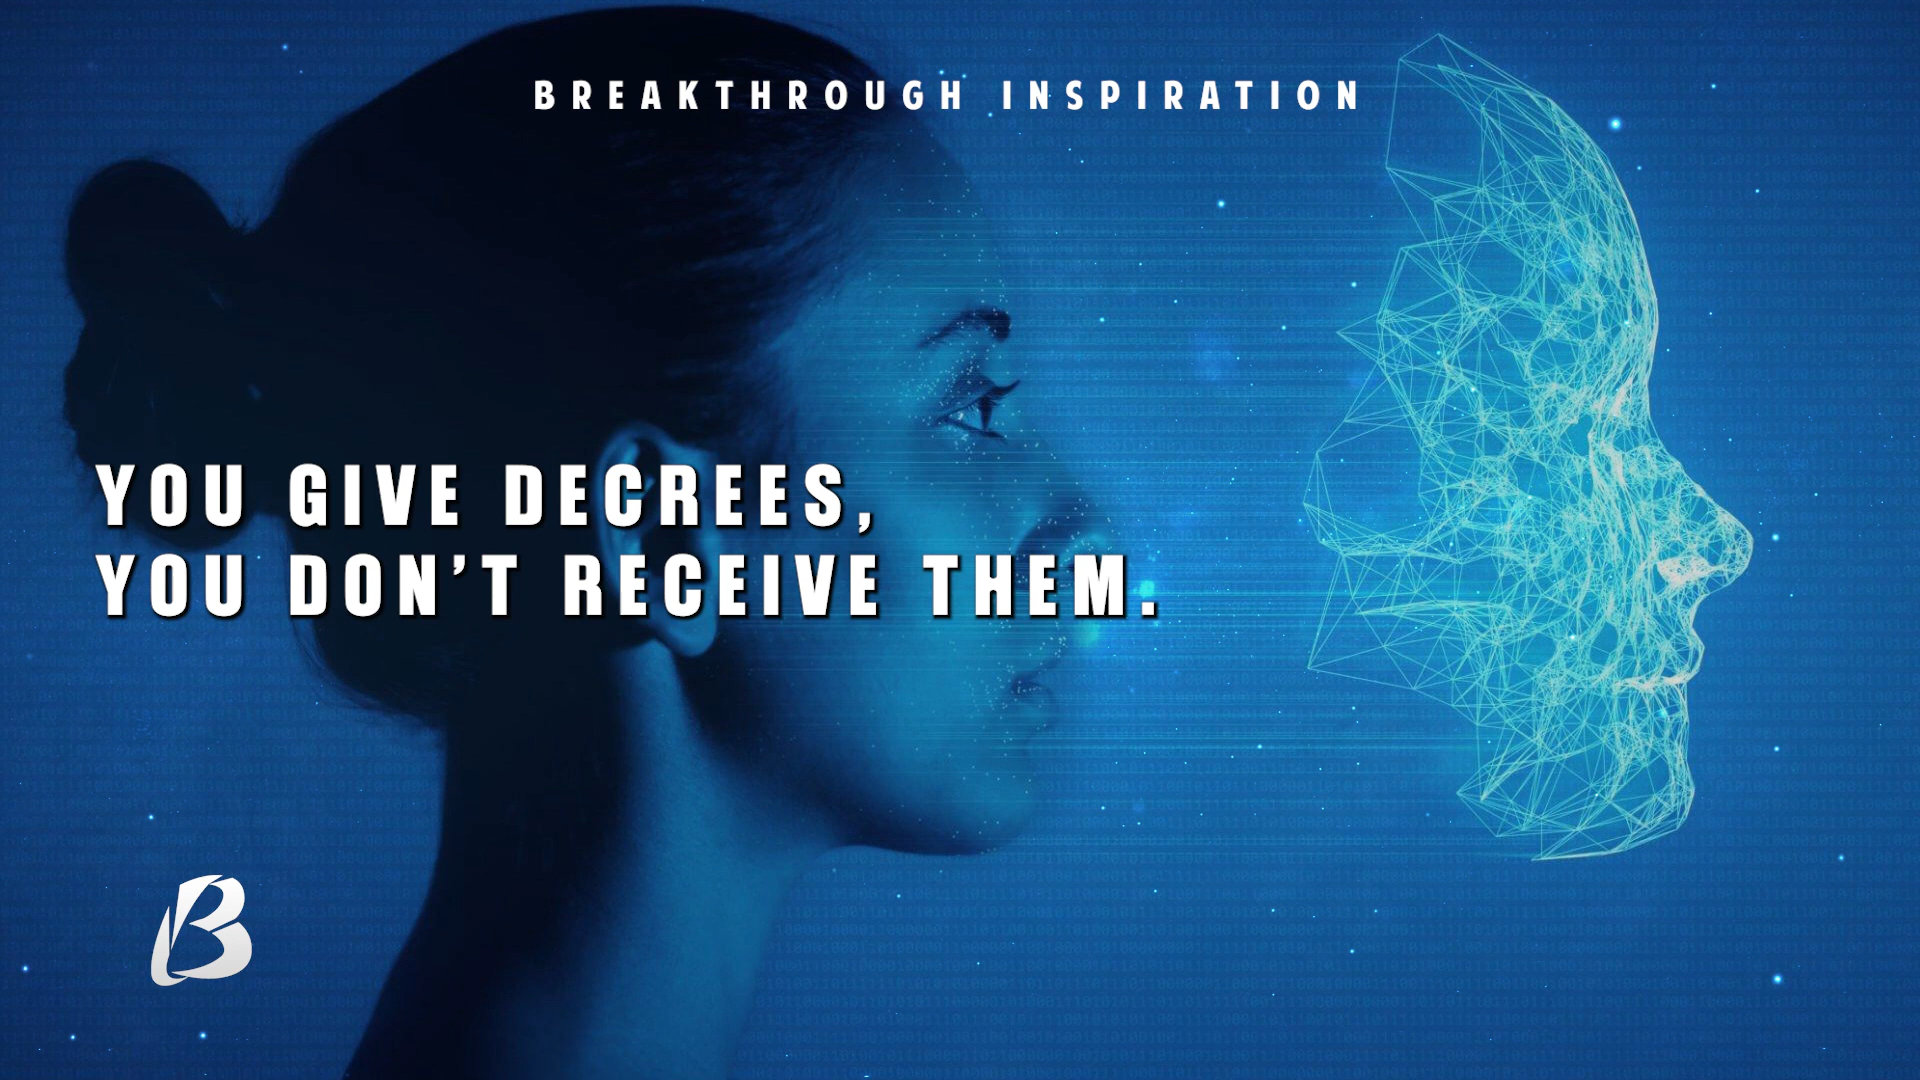 BREAKTHROUGH INSPIRATION
YOU GIVE DECREES,
YOU DON'T RECEIVE THEM.
B